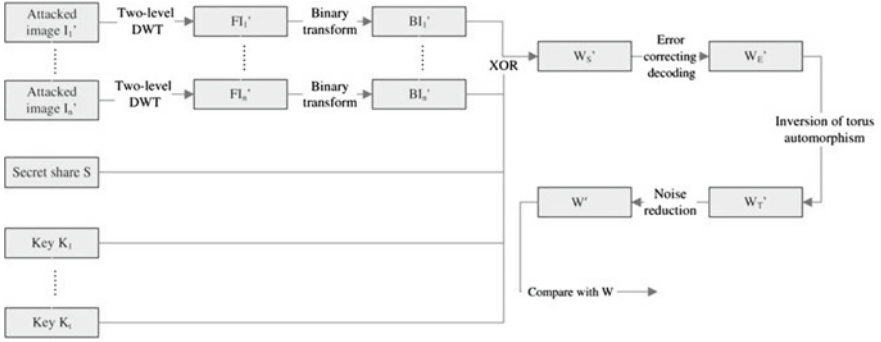 Attacked
image I₁'
Two-level
DWT
FI₁'
Binary
transform
BI₁'
XOR
Wₛ'
Error
correcting
decoding
W_E'
Attacked
image Iₙ'
Two-level
DWT
FIₙ'
Binary
transform
BIₙ'
Inversion of torus
automorphism
Secret share S
W'
Noise
reduction
W_T'
Key K₁
Compare with W
Key Kₜ